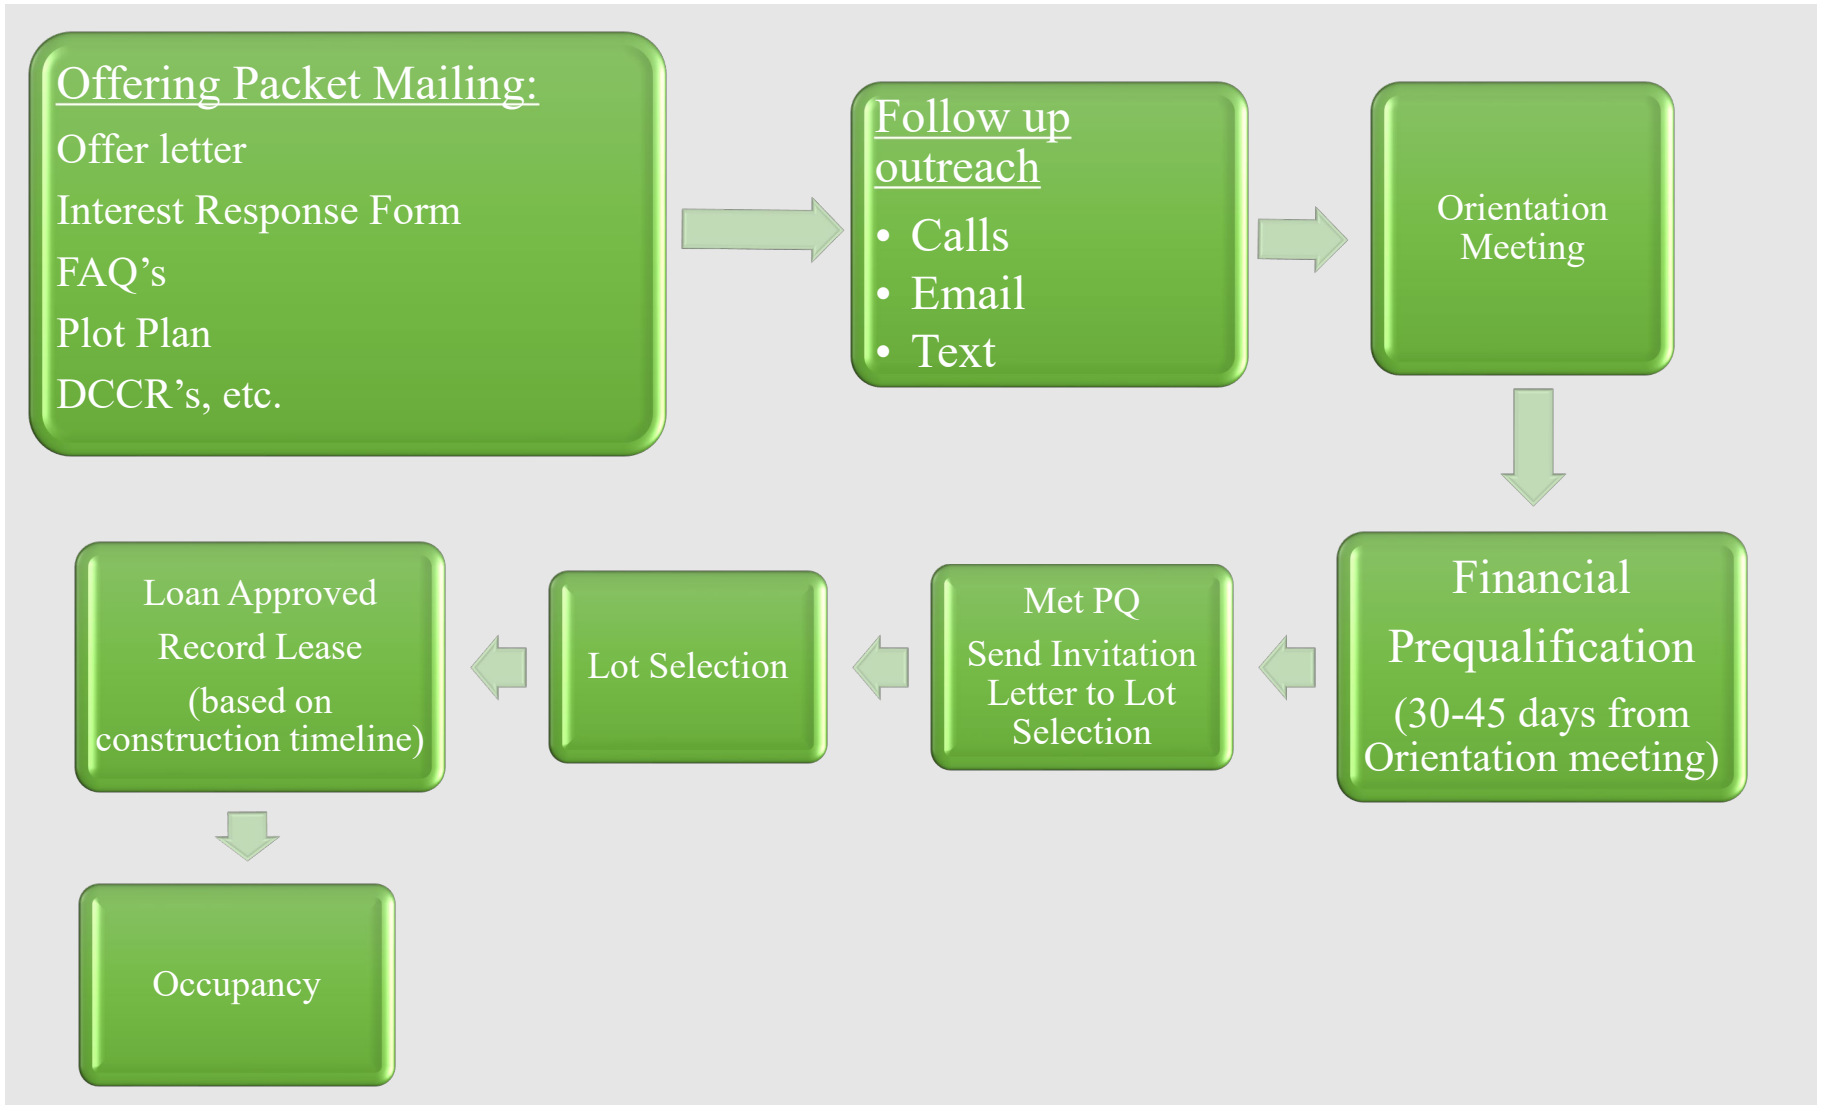 Offering Packet Mailing:
Offer letter
Interest Response Form
FAQ’s
Plot Plan
DCCR’s, etc.
Follow up
outreach
• Calls
• Email
• Text
Orientation
Meeting
Financial
Prequalification
(30-45 days from
Orientation meeting)
Met PQ
Send Invitation
Letter to Lot
Selection
Lot Selection
Loan Approved
Record Lease
(based on
construction timeline)
Occupancy